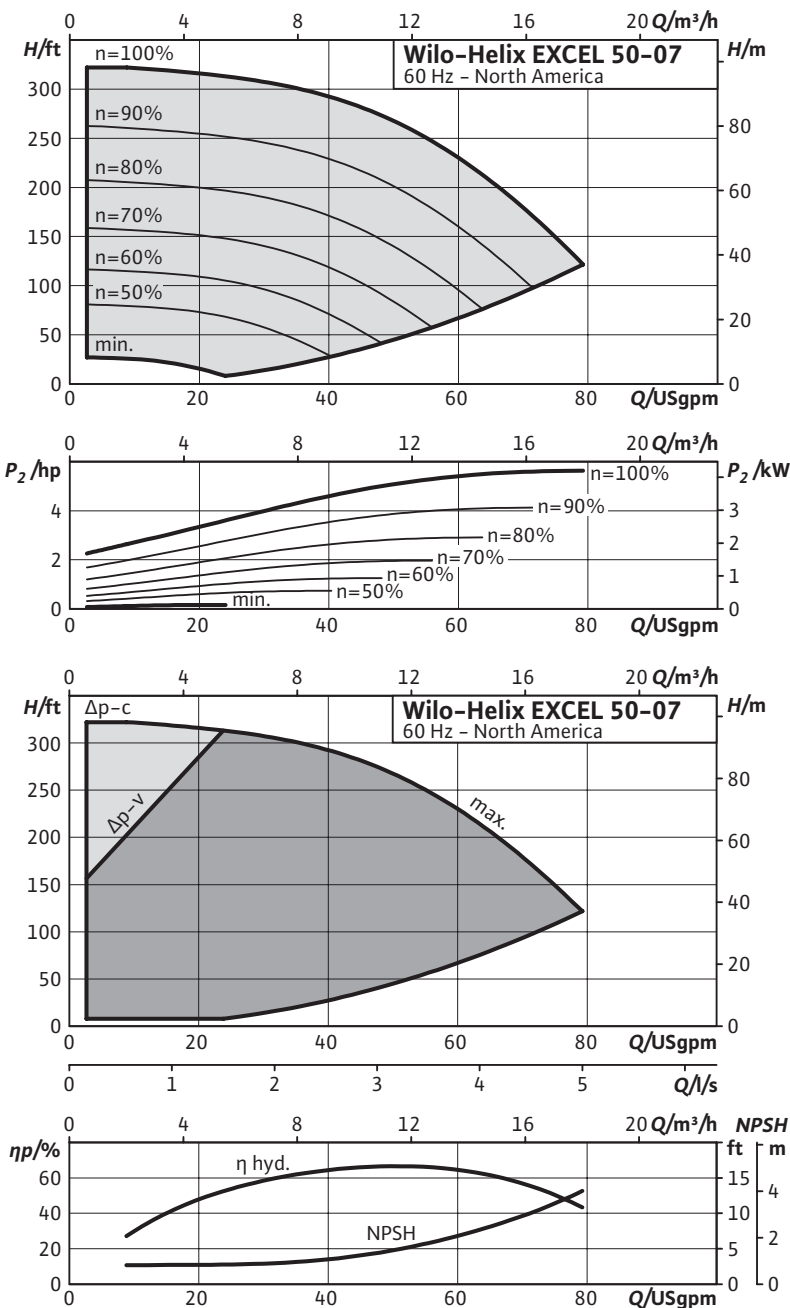 0 4 8 12 16 20 Q/m³/h
H/ft n=100% Wilo-Helix EXCEL 50-07 H/m
60 Hz - North America
300
n=90%
250 80
n=80%
200 60
n=70%
150
n=60% 40
100
n=50%
50 20
min.
0 0
20 40 60 80 Q/USgpm
0 4 8 12 16 20 Q/m³/h
P₂ /hp P₂ /kW
n=100%
4 n=90% 3
n=80% 2
2 n=70%
n=60% 1
n=50%
0 min. 0
0 20 40 60 80 Q/USgpm
0 4 8 12 16 20 Q/m³/h
H/ft Δp-c Wilo-Helix EXCEL 50-07 H/m
60 Hz - North America
300
250 80
Δp-v max.
200 60
150
40
100
50 20
0 0
0 20 40 60 80 Q/USgpm
0 1 2 3 4 5 Q/l/s
0 4 8 12 16 20 Q/m³/h NPSH
ηp/% ft m
η hyd.
60 15
4
40 10
NPSH 2
20 5
0 0 0
0 20 40 60 80 Q/USgpm